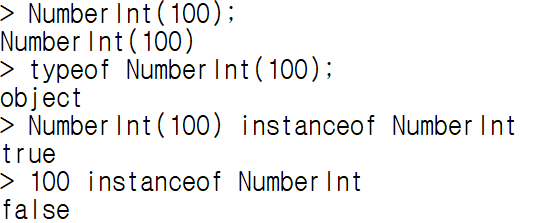 > NumberInt(100);
NumberInt(100)
> typeof NumberInt(100);
object
> NumberInt(100) instanceof NumberInt
true
> 100 instanceof NumberInt
false